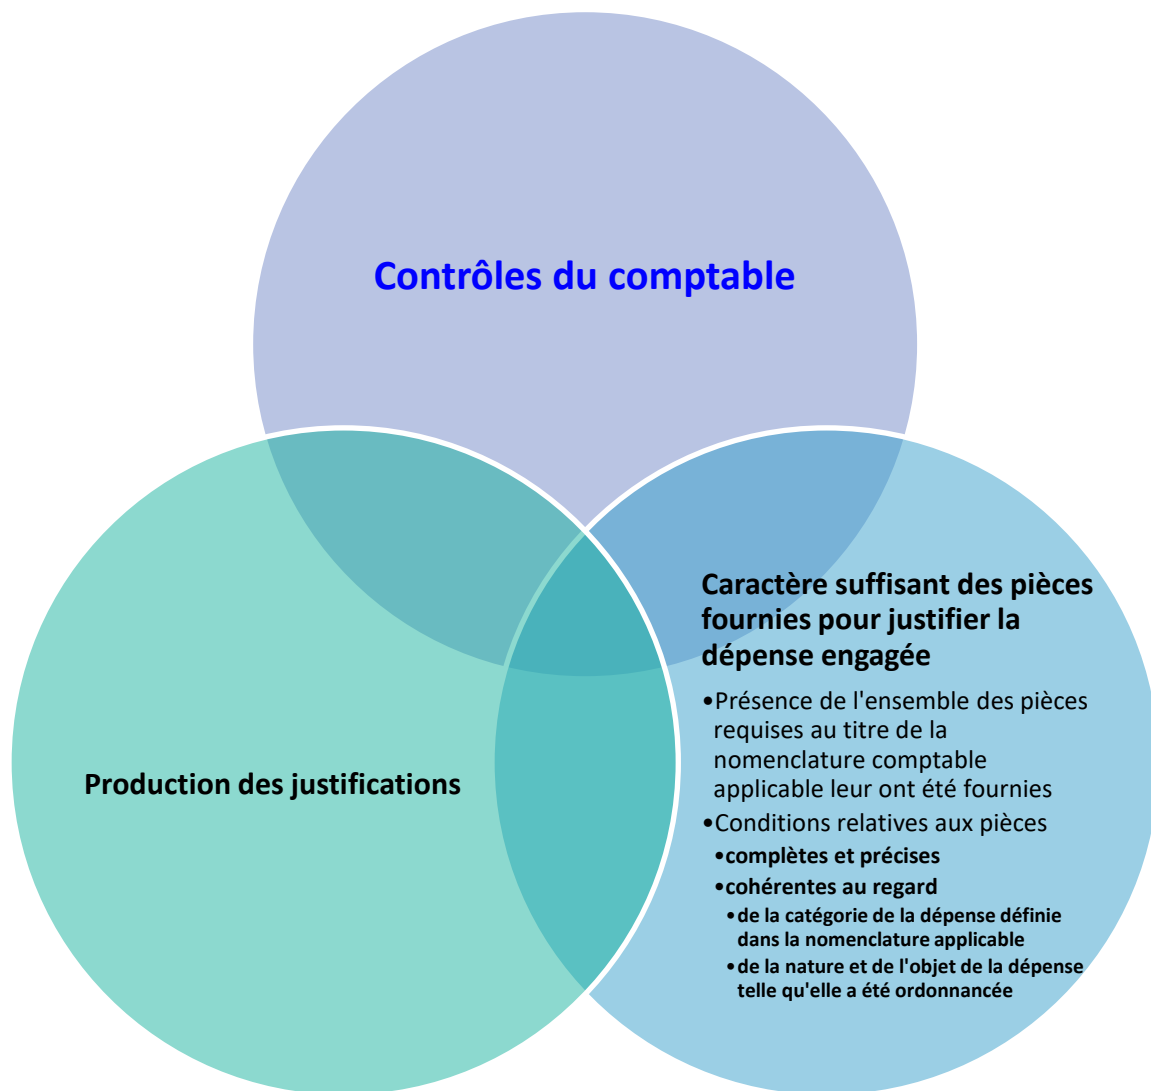 Contrôles du comptable
Caractère suffisant des pièces
fournies pour justifier la
dépense engagée
•Présence de l'ensemble des pièces
requises au titre de la
nomenclature comptable
applicable leur ont été fournies
•Conditions relatives aux pièces
•complètes et précises
•cohérentes au regard
•de la catégorie de la dépense définie
dans la nomenclature applicable
•de la nature et de l'objet de la dépense
telle qu'elle a été ordonnancée
Production des justifications